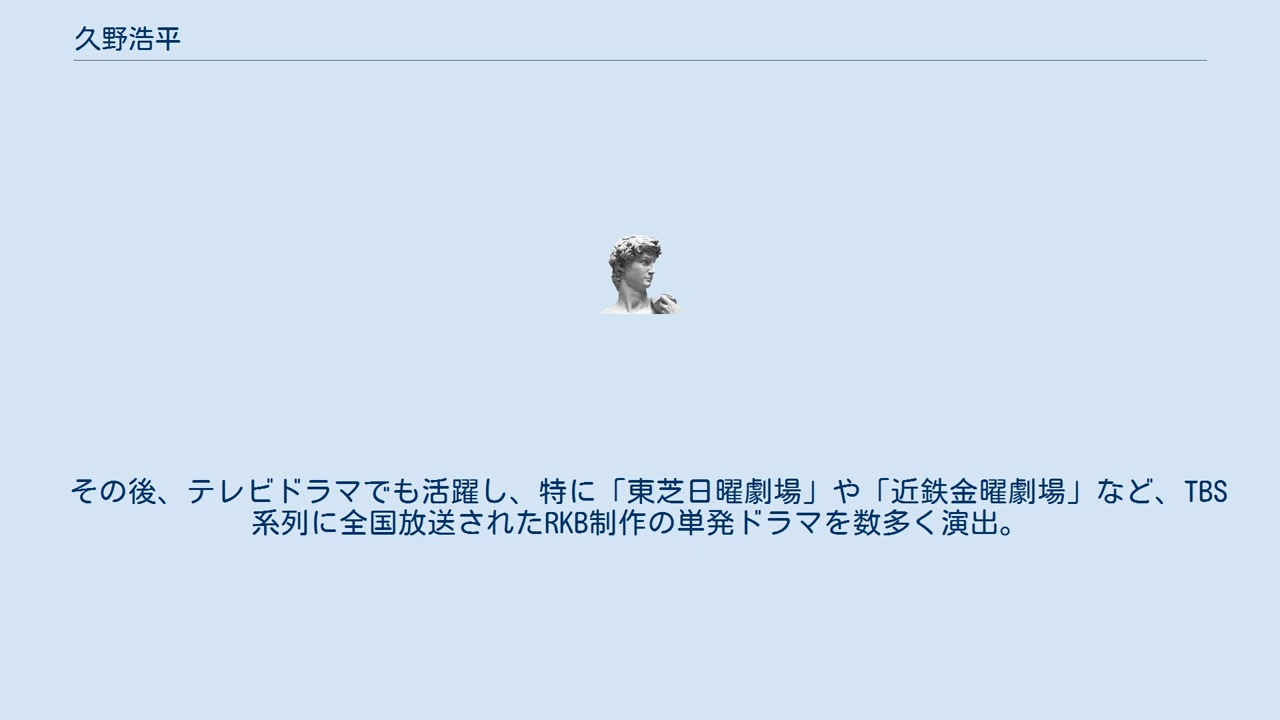 久野浩平
その後、テレビドラマでも活躍し、特に「東芝日曜劇場」や「近鉄金曜劇場」など、TBS
系列に全国放送されたRKB制作の単発ドラマを数多く演出。